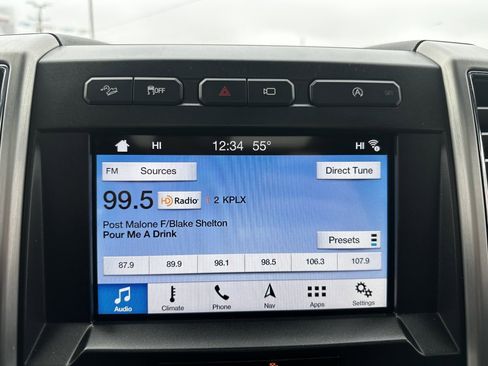 OFF
HI 12:34 55° HI
FM Sources Direct Tune
99.5 HD Radio 1 2 KPLX
Post Malone F/Blake Shelton
Pour Me A Drink
Presets
87.9 89.9 98.1 98.5 106.3 107.9
Audio Climate Phone Nav Apps Settings